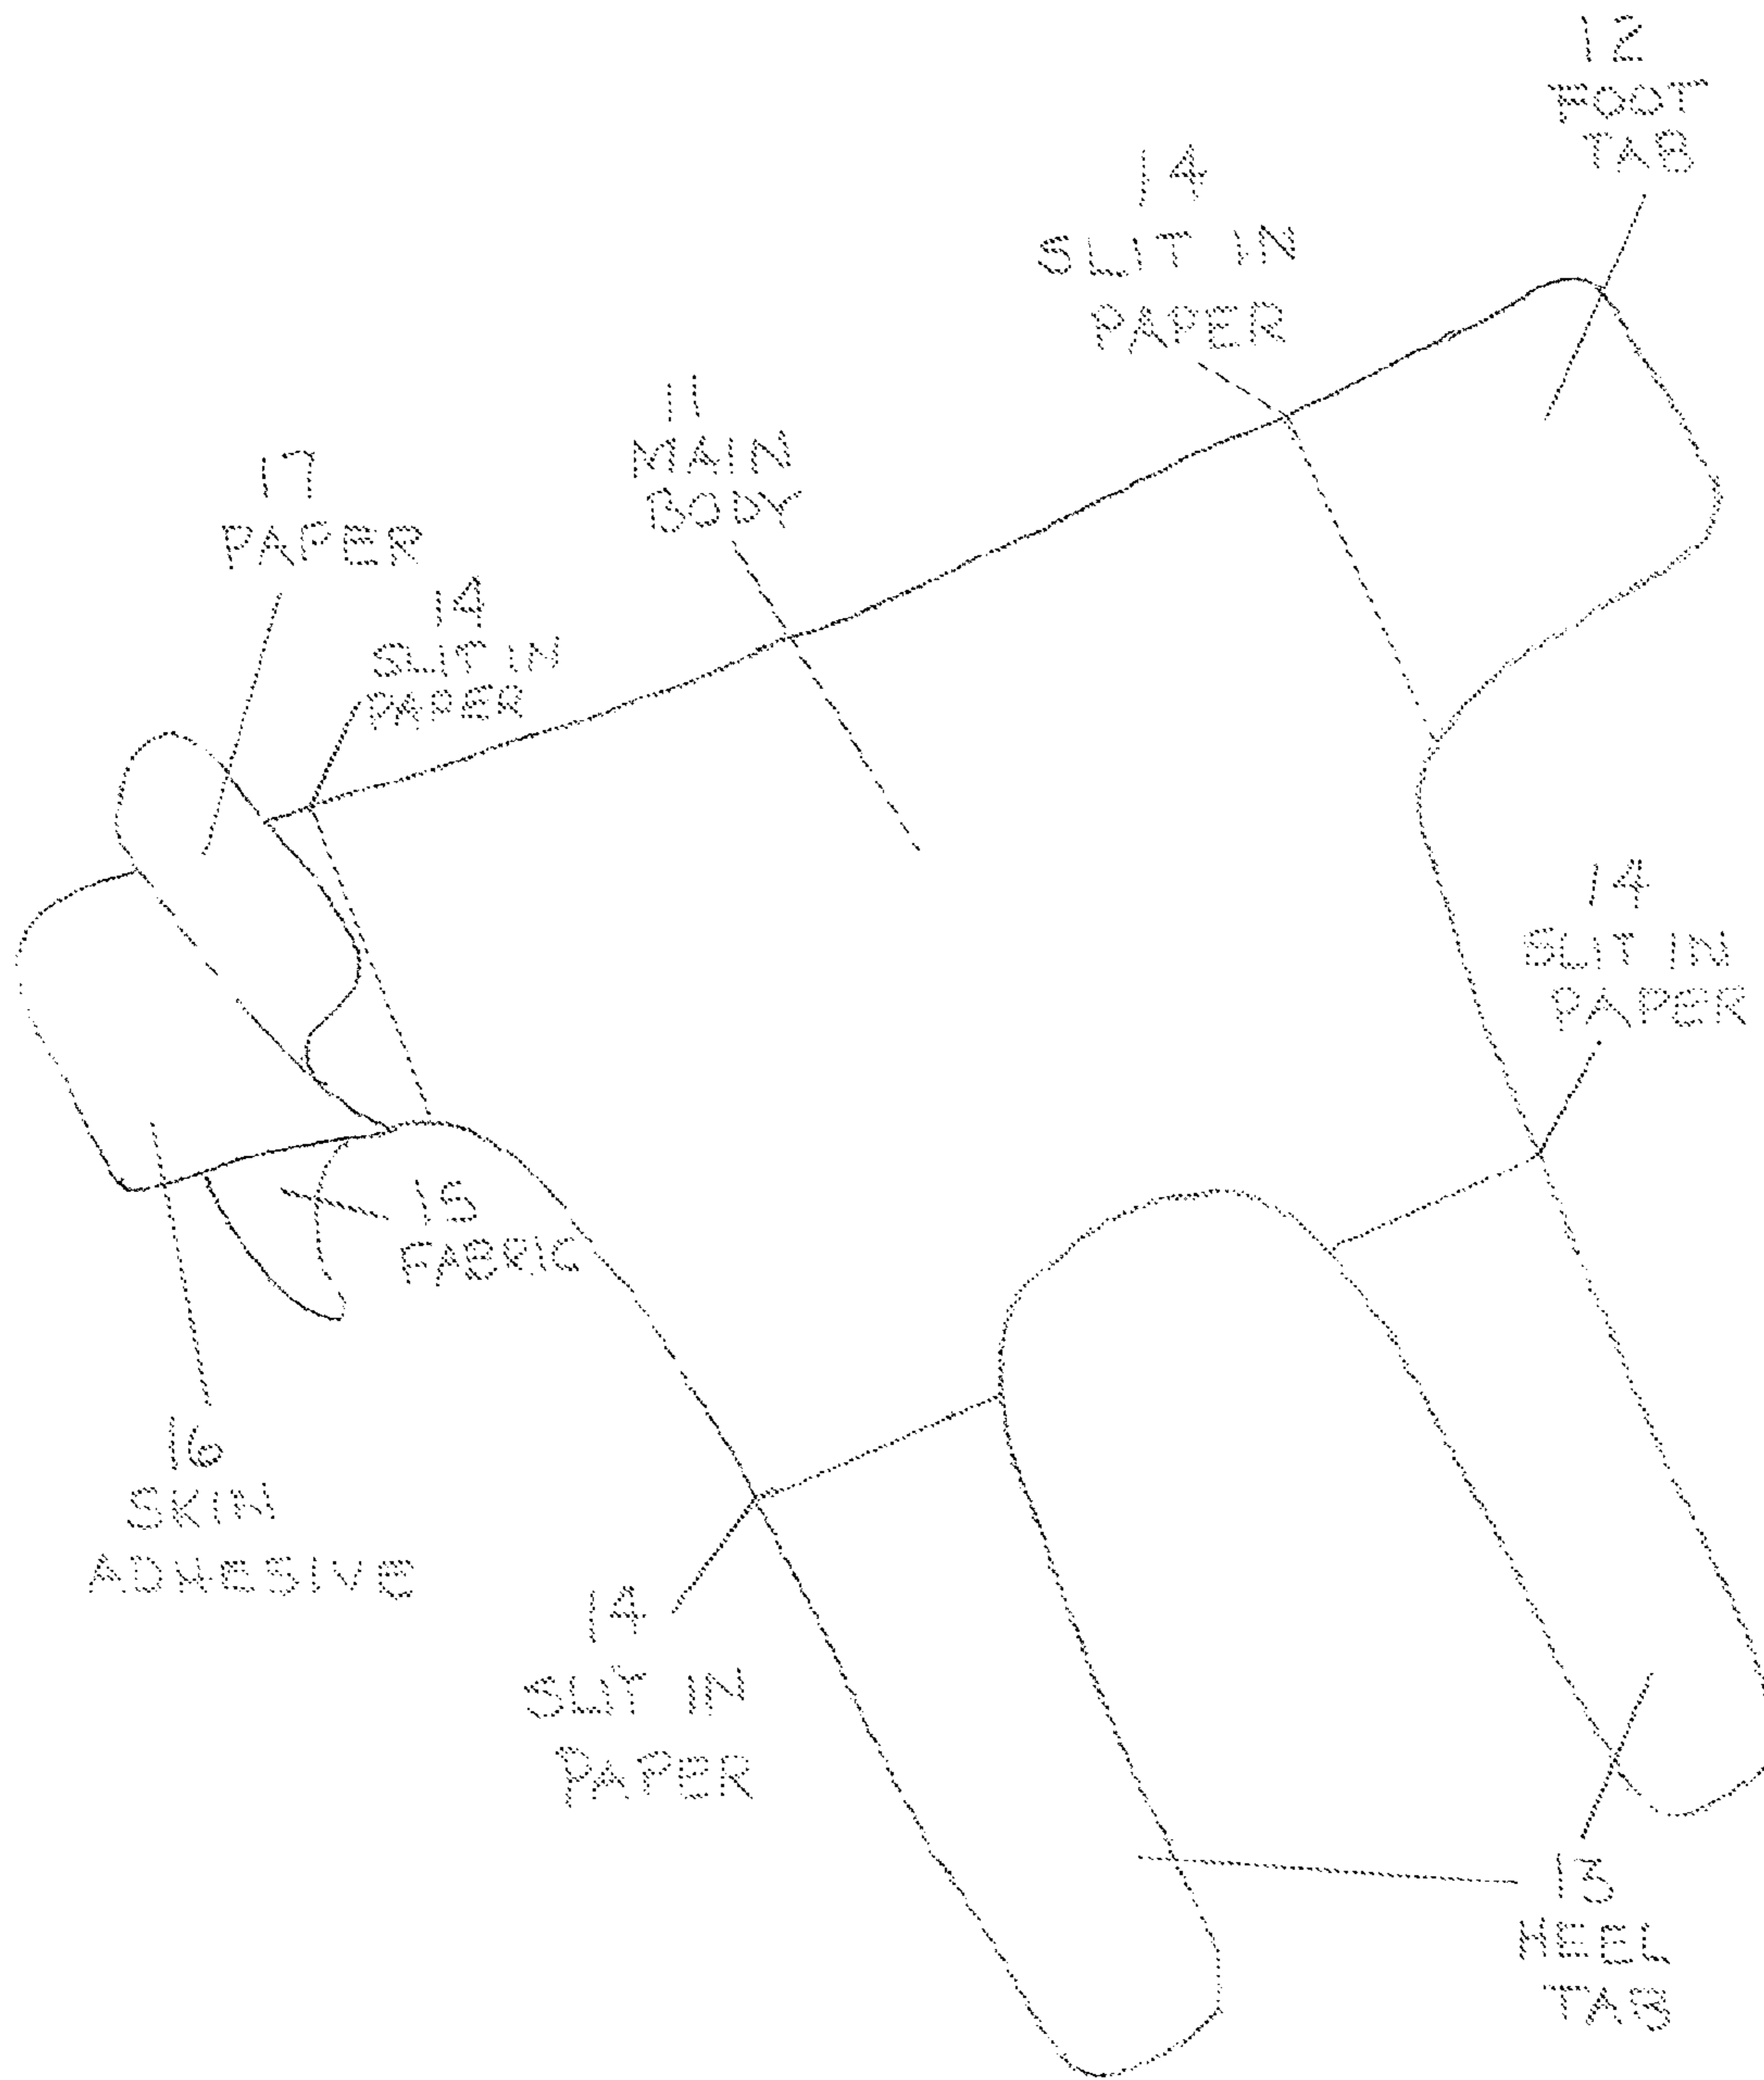 12
FOOT
TAB
14
SLIT IN
PAPER
11
MAIN
BODY
17
PAPER
14
SLIT IN
PAPER
14
SLIT IN
PAPER
15
FABRIC
16
SKIN
ADHESIVE
14
SLIT IN
PAPER
13
HEEL
TAB